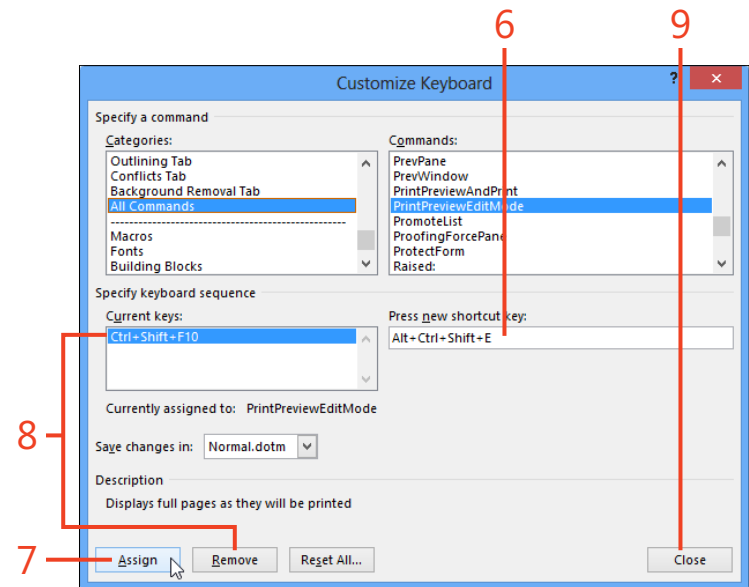 6 9
Customize Keyboard ? ×
Specify a command
Categories: Commands:
Outlining Tab PrevPane
Conflicts Tab PrevWindow
Background Removal Tab PrintPreviewAndPrint
All Commands PrintPreviewEditMode
---------------------------------------------------- PromoteList
Macros ProofingForcePane
Fonts ProtectForm
Building Blocks Raised:
Specify keyboard sequence
Current keys: Press new shortcut key:
Ctrl+Shift+F10 Alt+Ctrl+Shift+E
Currently assigned to: PrintPreviewEditMode
8
Save changes in: Normal.dotm
Description
Displays full pages as they will be printed
7 Assign Remove Reset All... Close